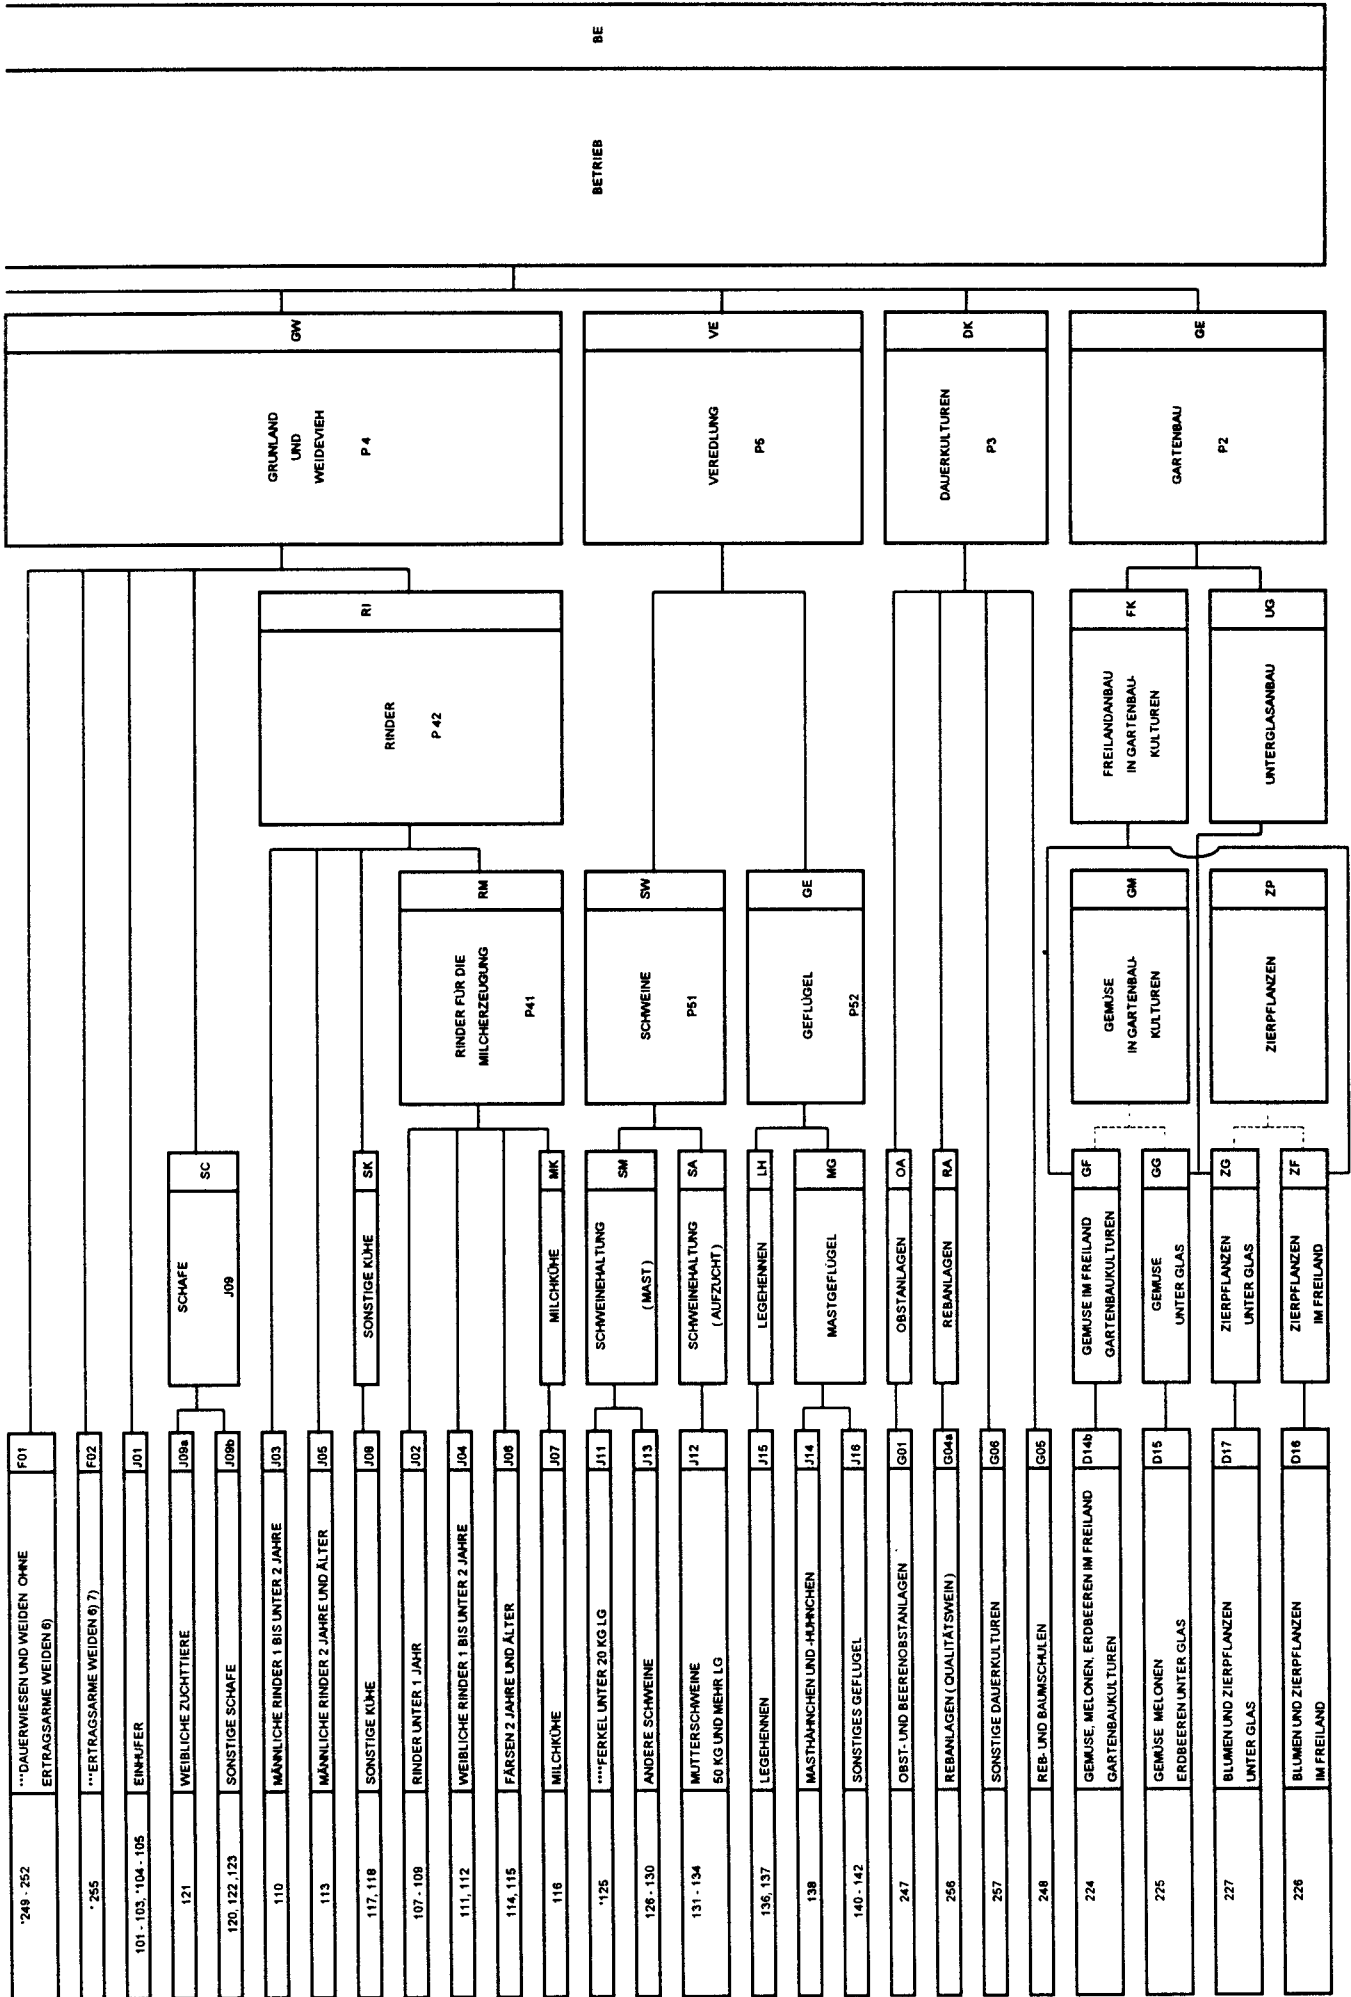 *249 - 252
***DAUERWIESEN UND WEIDEN OHNE
ERTRAGSARME WEIDEN 6)
F01
*255
***ERTRAGSARME WEIDEN 6) 7)
F02
101 - 103, *104 - 105
EINHUFER
J01
121
WEIBLICHE ZUCHTTIERE
J09a
120, 122 ,123
SONSTIGE SCHAFE
J09b
110
MÄNNLICHE RINDER 1 BIS UNTER 2 JAHRE
J03
113
MÄNNLICHE RINDER 2 JAHRE UND ÄLTER
J05
117, 118
SONSTIGE KÜHE
J08
107 - 109
RINDER UNTER 1 JAHR
J02
111, 112
WEIBLICHE RINDER 1 BIS UNTER 2 JAHRE
J04
114, 115
FÄRSEN 2 JAHRE UND ÄLTER
J06
116
MILCHKÜHE
J07
*125
****FERKEL UNTER 20 KG LG
J11
126 - 130
ANDERE SCHWEINE
J13
131 - 134
MUTTERSCHWEINE
50 KG UND MEHR LG
J12
136, 137
LEGEHENNEN
J15
138
MASTHÄHNCHEN UND -HÜHNCHEN
J14
140 - 142
SONSTIGES GEFLÜGEL
J16
247
OBST- UND BEERENOBSTANLAGEN
G01
256
REBANLAGEN ( QUALITÄTSWEIN )
G04a
257
SONSTIGE DAUERKULTUREN
G06
248
REB- UND BAUMSCHULEN
G05
224
GEMÜSE, MELONEN, ERDBEEREN IM FREILAND
GARTENBAUKULTUREN
D14b
225
GEMÜSE MELONEN
ERDBEEREN UNTER GLAS
D15
227
BLUMEN UND ZIERPFLANZEN
UNTER GLAS
D17
226
BLUMEN UND ZIERPFLANZEN
IM FREILAND
D16
SCHAFE
J09
SC
SONSTIGE KÜHE
SK
MILCHKÜHE
MK
SCHWEINEHALTUNG
( MAST )
SM
SCHWEINEHALTUNG
( AUFZUCHT )
SA
LEGEHENNEN
LH
MASTGEFLÜGEL
MG
OBSTANLAGEN
OA
REBANLAGEN
RA
GEMÜSE IM FREILAND
GARTENBAUKULTUREN
GF
GEMÜSE
UNTER GLAS
GG
ZIERPFLANZEN
UNTER GLAS
ZG
ZIERPFLANZEN
IM FREILAND
ZF
RINDER FÜR DIE
MILCHERZEUGUNG
P41
RM
SCHWEINE
P51
SW
GEFLÜGEL
P52
GE
GEMÜSE
IN GARTENBAU-
KULTUREN
GM
ZIERPFLANZEN
ZP
RINDER
P 42
RI
FREILANDANBAU
IN GARTENBAU-
KULTUREN
FK
UNTERGLASANBAU
UG
GRÜNLAND
UND
WEIDEVIEH
P 4
GW
VEREDLUNG
P5
VE
DAUERKULTUREN
P3
DK
GARTENBAU
P2
GE
BETRIEB
BE